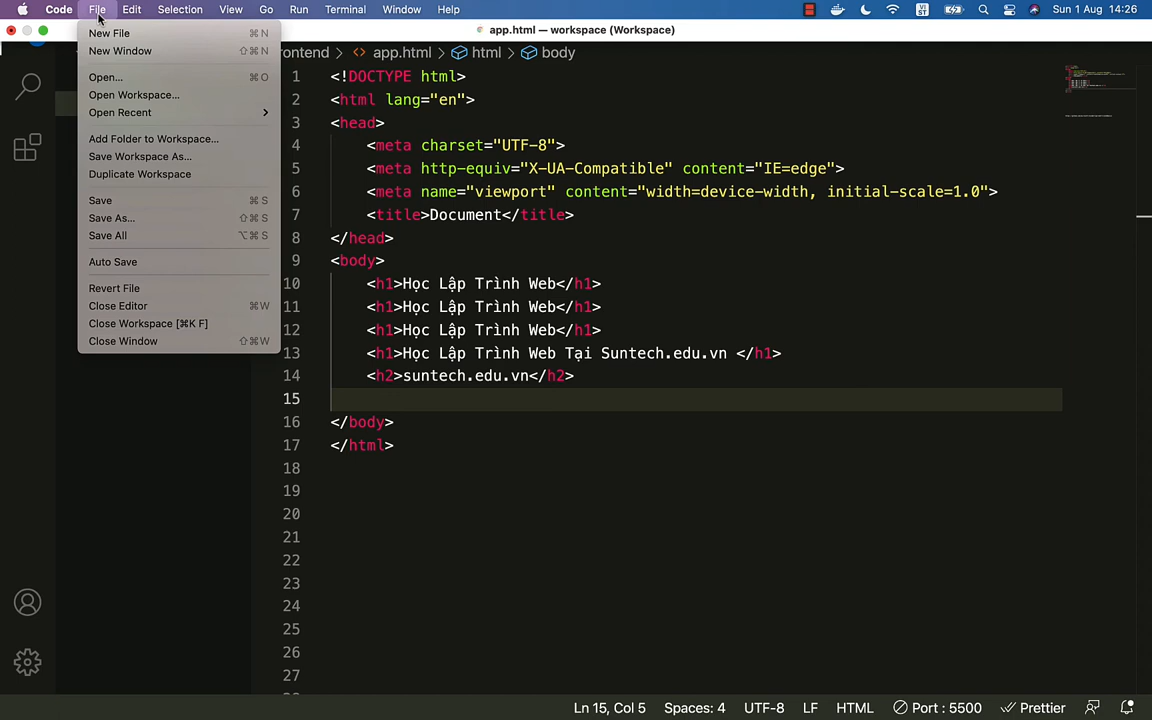 Code File Edit Selection View Go Run Terminal Window Help VI ST Sun 1 Aug 14:26
app.html — workspace (Workspace)
New File ⌘ N
New Window ⇧⌘ N
Open... ⌘ O
Open Workspace...
Open Recent
Add Folder to Workspace...
Save Workspace As...
Duplicate Workspace
Save ⌘ S
Save As... ⇧⌘ S
Save All ⌥⌘ S
Auto Save
Revert File
Close Editor ⌘W
Close Workspace [⌘K F]
Close Window ⇧⌘W
rontend › app.html › html › body
1 <!DOCTYPE html>
2 <html lang="en">
3 <head>
4 <meta charset="UTF-8">
5 <meta http-equiv="X-UA-Compatible" content="IE=edge">
6 <meta name="viewport" content="width=device-width, initial-scale=1.0">
7 <title>Document</title>
8 </head>
9 <body>
10 <h1>Học Lập Trình Web</h1>
11 <h1>Học Lập Trình Web</h1>
12 <h1>Học Lập Trình Web</h1>
13 <h1>Học Lập Trình Web Tại Suntech.edu.vn </h1>
14 <h2>suntech.edu.vn</h2>
15
16 </body>
17 </html>
18
19
20
21
22
23
24
25
26
27
Ln 15, Col 5 Spaces: 4 UTF-8 LF HTML Port : 5500 Prettier